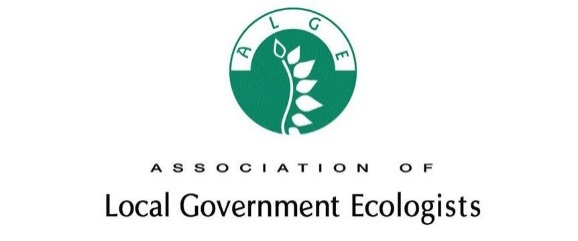 ALGE
ASSOCIATION OF
Local Government Ecologists